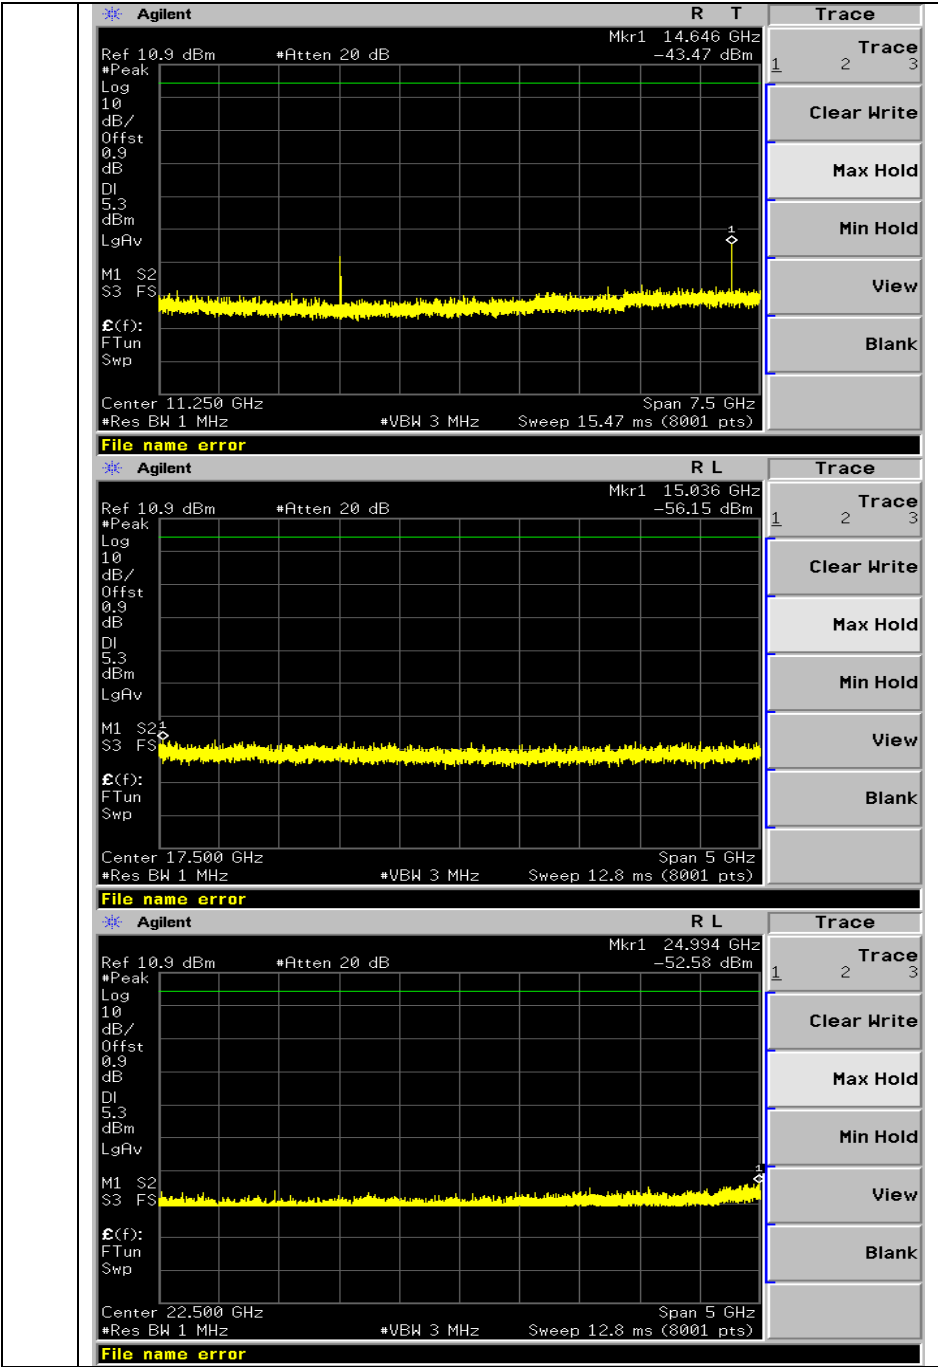 Agilent R T Trace
Mkr1 14.646 GHz
Ref 10.9 dBm #Atten 20 dB -43.47 dBm
#Peak
Log
10
dB/
Offst
0.9
dB
DI
5.3
dBm
LgAv
M1 S2
S3 FS
£(f):
FTun
Swp
1
Center 11.250 GHz Span 7.5 GHz
#Res BW 1 MHz #VBW 3 MHz Sweep 15.47 ms (8001 pts)
File name error
Trace
1 2 3
Clear Write
Max Hold
Min Hold
View
Blank
Agilent R L Trace
Mkr1 15.036 GHz
Ref 10.9 dBm #Atten 20 dB -56.15 dBm
#Peak
Log
10
dB/
Offst
0.9
dB
DI
5.3
dBm
LgAv
M1 S2
S3 FS
£(f):
FTun
Swp
1
Center 17.500 GHz Span 5 GHz
#Res BW 1 MHz #VBW 3 MHz Sweep 12.8 ms (8001 pts)
File name error
Trace
1 2 3
Clear Write
Max Hold
Min Hold
View
Blank
Agilent R L Trace
Mkr1 24.994 GHz
Ref 10.9 dBm #Atten 20 dB -52.58 dBm
#Peak
Log
10
dB/
Offst
0.9
dB
DI
5.3
dBm
LgAv
M1 S2
S3 FS
£(f):
FTun
Swp
1
Center 22.500 GHz Span 5 GHz
#Res BW 1 MHz #VBW 3 MHz Sweep 12.8 ms (8001 pts)
File name error
Trace
1 2 3
Clear Write
Max Hold
Min Hold
View
Blank